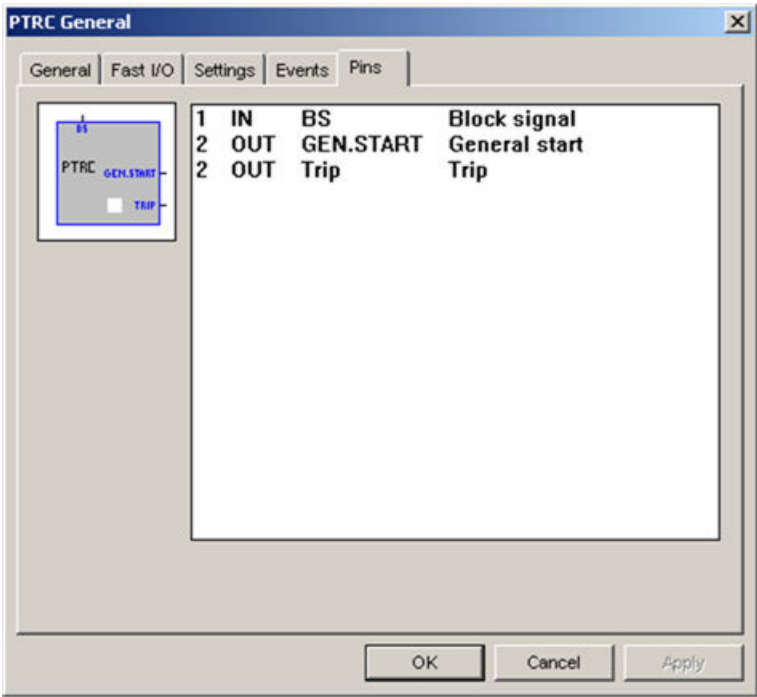 PTRC General
General Fast I/O Settings Events Pins
BS
PTRC GEN.START
TRIP
1 IN BS Block signal
2 OUT GEN.START General start
2 OUT Trip Trip
OK Cancel Apply